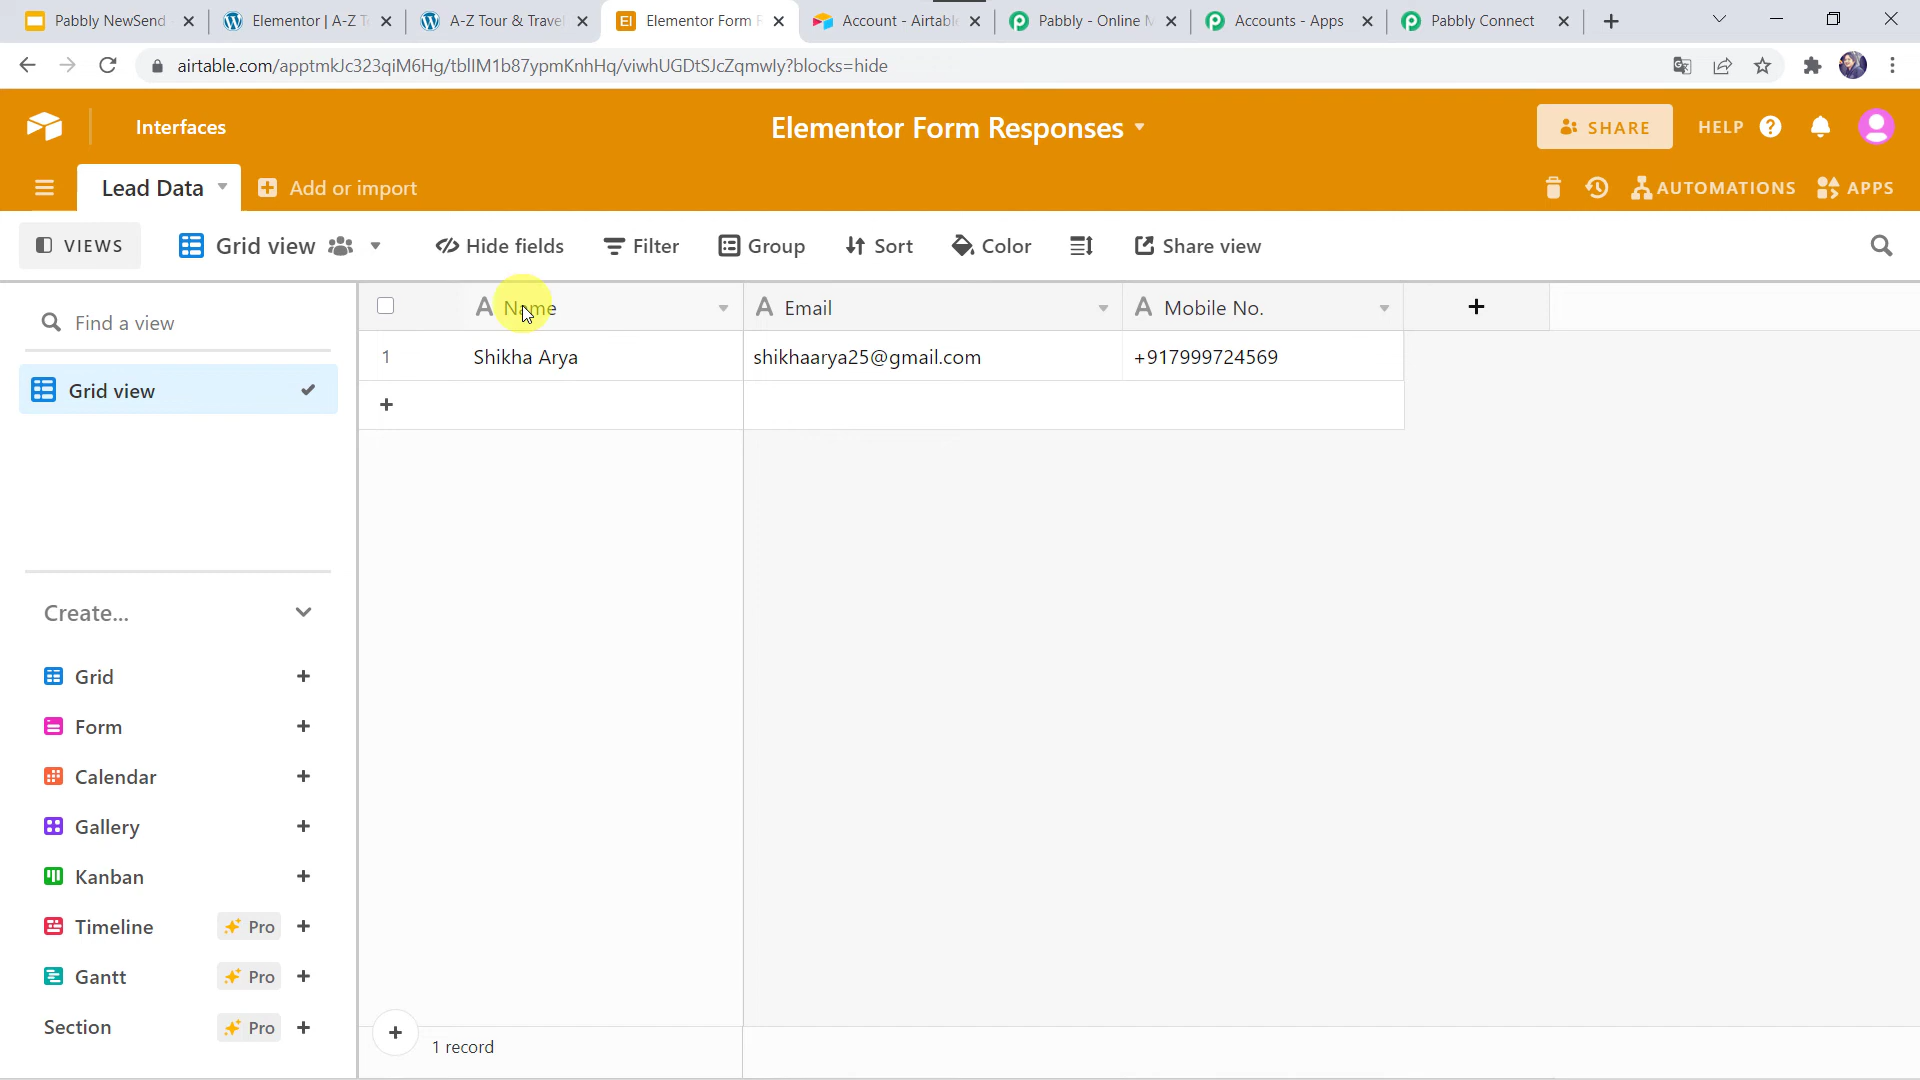 Pabbly NewSend
Elementor | A-Z T
A-Z Tour & Travel
Elementor Form R
Account - Airtabl
Pabbly - Online M
Accounts - Apps
Pabbly Connect
airtable.com/apptmkJc323qiM6Hg/tblIM1b87ypmKnhHq/viwhUGDtSJcZqmwIy?blocks=hide
Interfaces
Elementor Form Responses
SHARE
HELP
Lead Data
Add or import
AUTOMATIONS
APPS
VIEWS
Grid view
Hide fields
Filter
Group
Sort
Color
Share view
Find a view
Grid view
Create...
Grid
Form
Calendar
Gallery
Kanban
Timeline Pro
Gantt Pro
Section Pro
Name Email Mobile No.
1 Shikha Arya shikhaarya25@gmail.com +917999724569
1 record